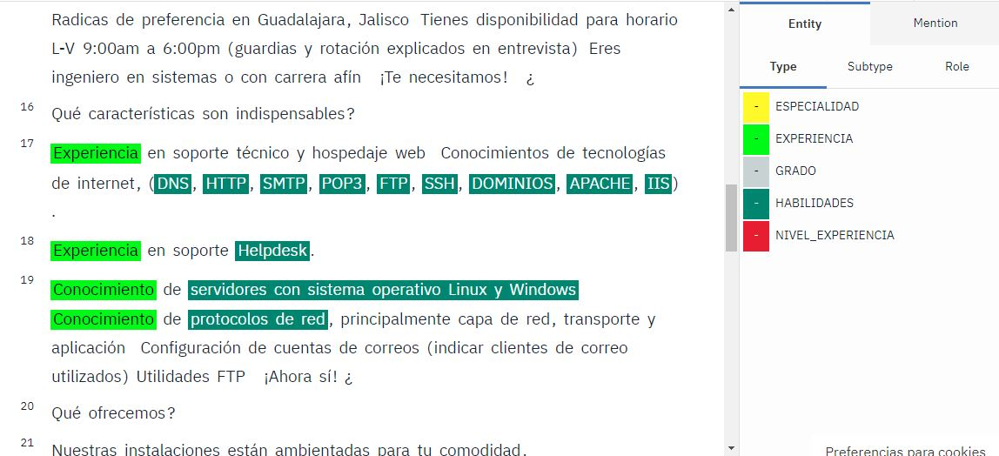 Radicas de preferencia en Guadalajara, Jalisco Tienes disponibilidad para horario
L-V 9:00am a 6:00pm (guardias y rotación explicados en entrevista) Eres
ingeniero en sistemas o con carrera afín ¡Te necesitamos! ¿
16 Qué características son indispensables?
17 Experiencia en soporte técnico y hospedaje web Conocimientos de tecnologías
de internet, (DNS, HTTP, SMTP, POP3, FTP, SSH, DOMINIOS, APACHE, IIS)
.
18 Experiencia en soporte Helpdesk.
19 Conocimiento de servidores con sistema operativo Linux y Windows
Conocimiento de protocolos de red, principalmente capa de red, transporte y
aplicación Configuración de cuentas de correos (indicar clientes de correo
utilizados) Utilidades FTP ¡Ahora sí! ¿
20 Qué ofrecemos?
21 Nuestras instalaciones están ambientadas para tu comodidad.
Entity Mention
Type Subtype Role
- ESPECIALIDAD
- EXPERIENCIA
- GRADO
- HABILIDADES
- NIVEL_EXPERIENCIA
Preferencias para cookies